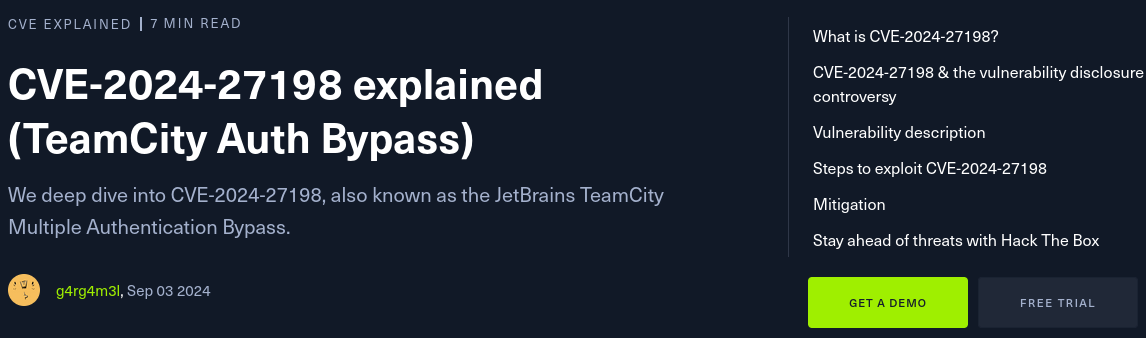 CVE EXPLAINED | 7 MIN READ
CVE-2024-27198 explained
(TeamCity Auth Bypass)
We deep dive into CVE-2024-27198, also known as the JetBrains TeamCity
Multiple Authentication Bypass.
g4rg4m3l, Sep 03 2024
What is CVE-2024-27198?
CVE-2024-27198 & the vulnerability disclosure
controversy
Vulnerability description
Steps to exploit CVE-2024-27198
Mitigation
Stay ahead of threats with Hack The Box
GET A DEMO
FREE TRIAL